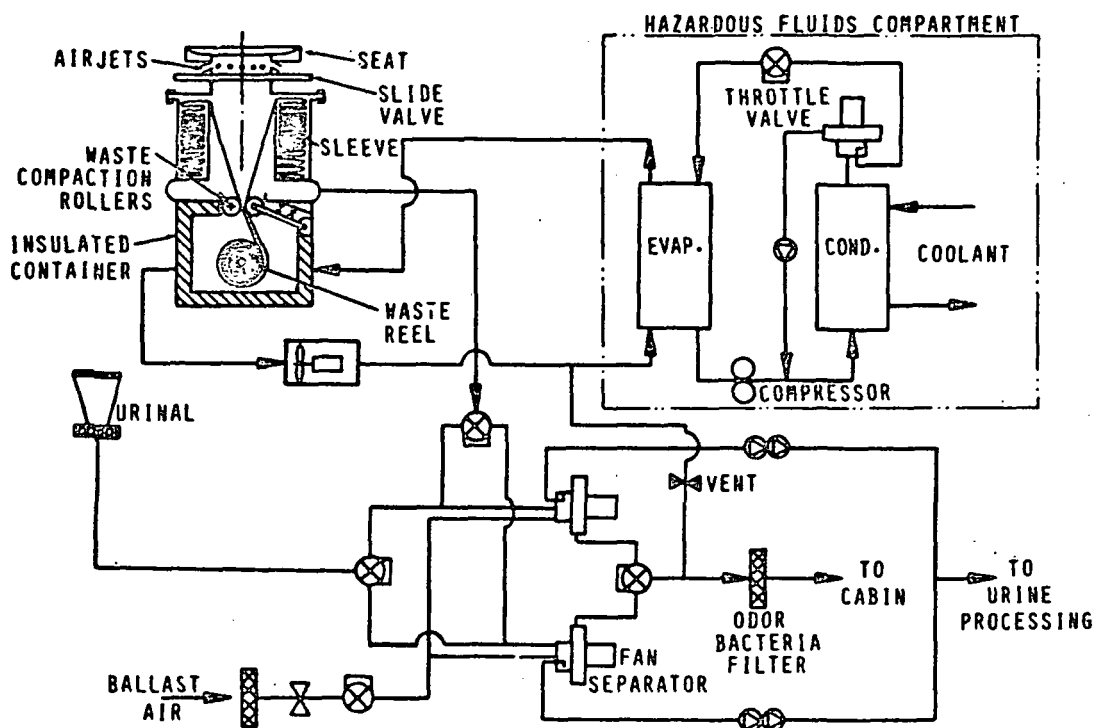 HAZARDOUS FLUIDS COMPARTMENT
AIRJETS
SEAT
SLIDE
VALVE
THROTTLE
VALVE
SLEEVE
WASTE
COMPACTION
ROLLERS
INSULATED
CONTAINER
EVAP.
COND.
COOLANT
WASTE
REEL
COMPRESSOR
URINAL
VENT
TO
CABIN
TO
URINE
PROCESSING
ODOR
BACTERIA
FILTER
FAN
SEPARATOR
BALLAST
AIR